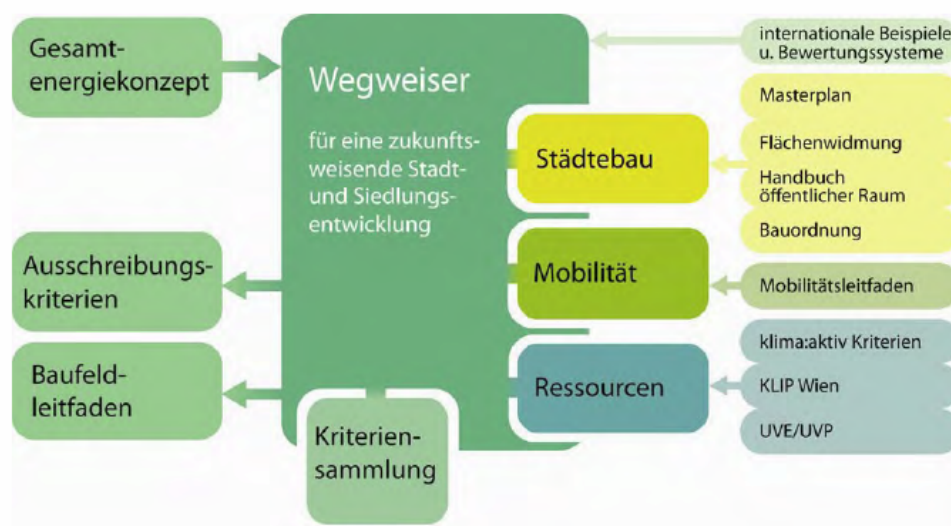 Gesamt-
energiekonzept
Ausschreibungs-
kriterien
Baufeld-
leitfaden
Wegweiser
für eine zukunfts-
weisende Stadt-
und Siedlungs-
entwicklung
Kriterien-
sammlung
Städtebau
Mobilität
Ressourcen
internationale Beispiele
u. Bewertungssysteme
Masterplan
Flächenwidmung
Handbuch
öffentlicher Raum
Bauordnung
Mobilitätsleitfaden
klima:aktiv Kriterien
KLIP Wien
UVE/UVP